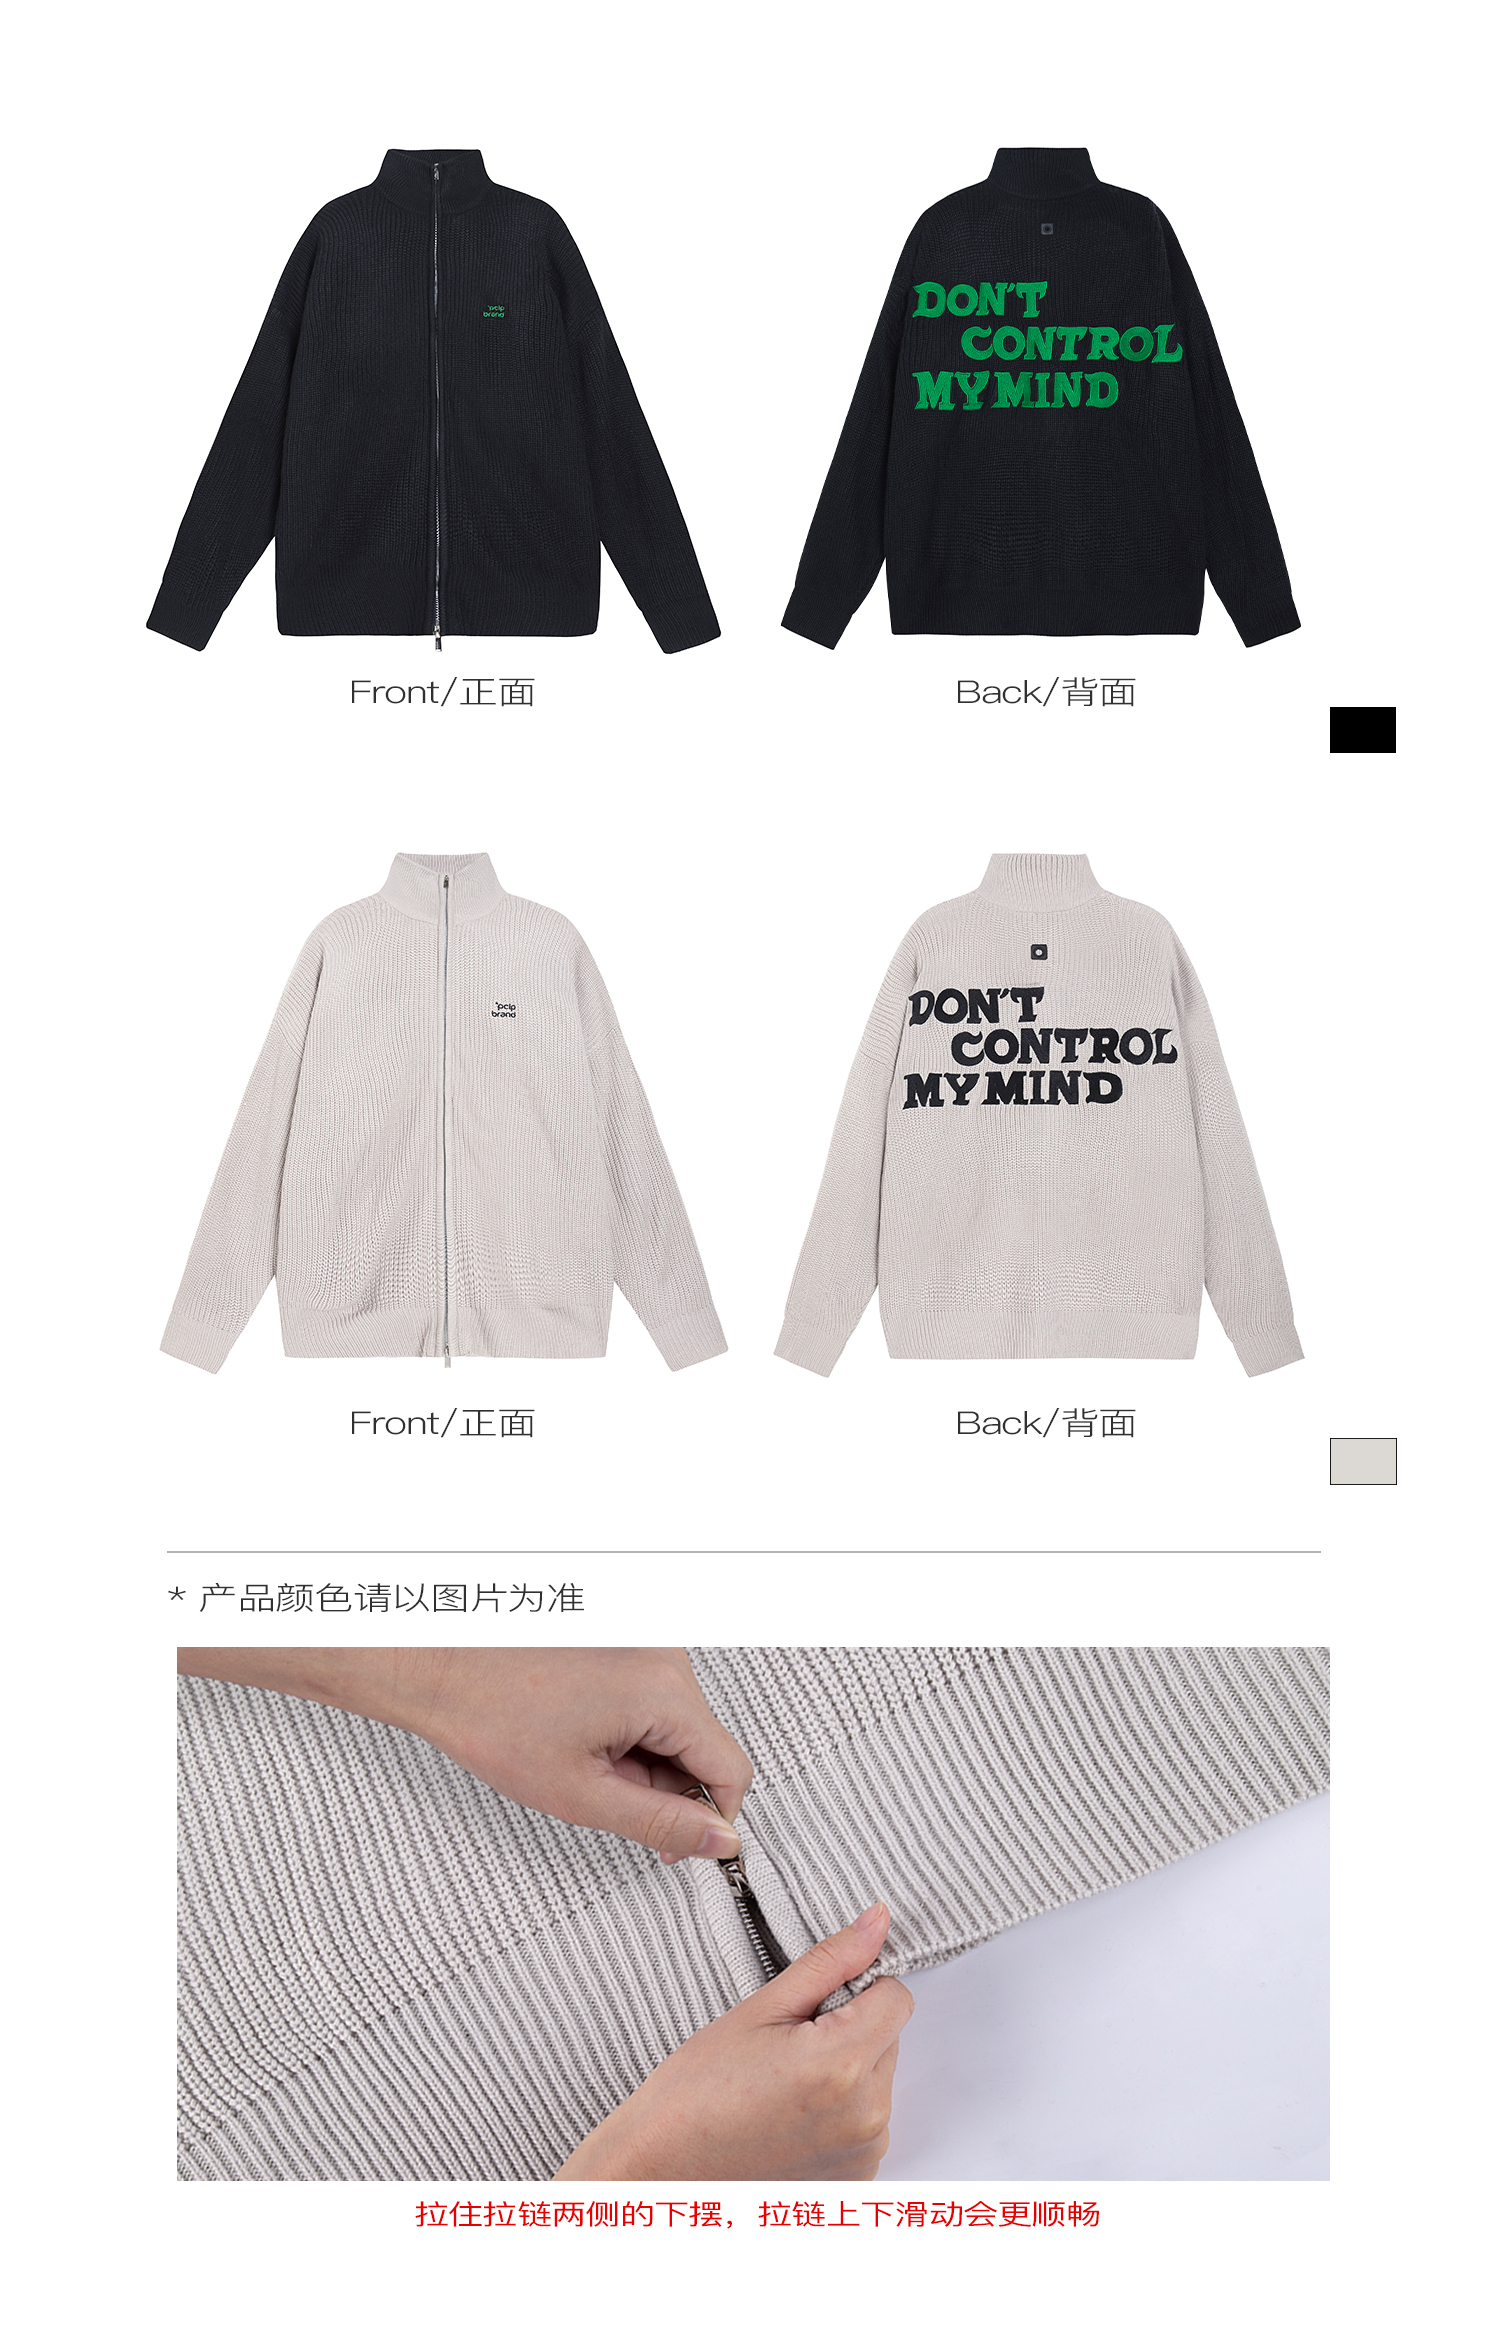 °pclp
brand
DON'T
CONTROL
MY MIND
Front/正面
Back/背面
°pclp
brand
DON'T
CONTROL
MY MIND
Front/正面
Back/背面
* 产品颜色请以图片为准
拉住拉链两侧的下摆，拉链上下滑动会更顺畅